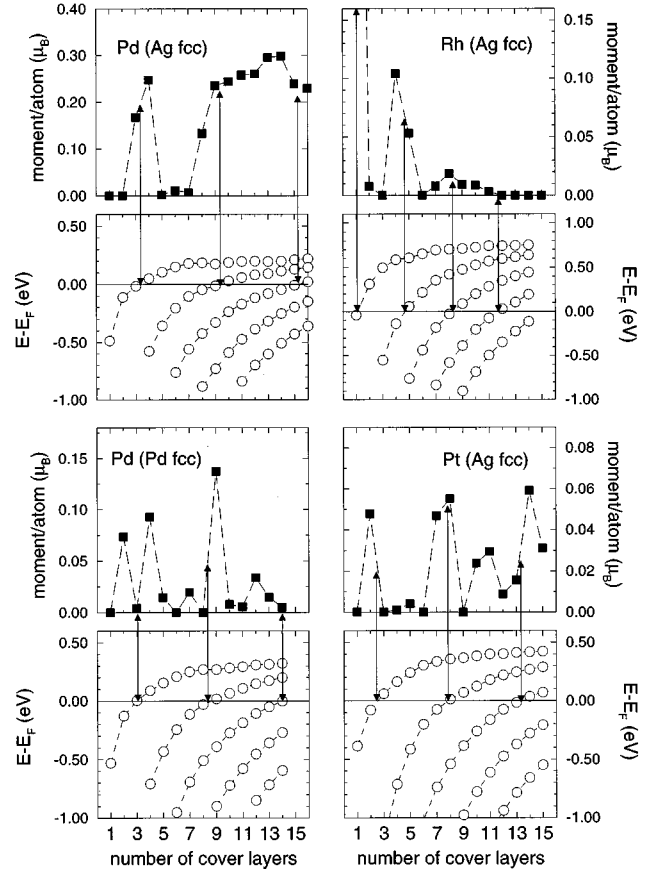 Pd (Ag fcc)
moment/atom (μB)
0.40
0.30
0.20
0.10
0.00
Rh (Ag fcc)
0.15
0.10
0.05
0.00
moment/atom (μB)
E-EF (eV)
0.50
0.00
-0.50
-1.00
1.00
0.50
0.00
-0.50
-1.00
E-EF (eV)
Pd (Pd fcc)
moment/atom (μB)
0.15
0.10
0.05
0.00
Pt (Ag fcc)
0.08
0.06
0.04
0.02
0.00
moment/atom (μB)
E-EF (eV)
0.50
0.00
-0.50
-1.00
0.50
0.00
-0.50
-1.00
E-EF (eV)
1 3 5 7 9 11 13 15
1 3 5 7 9 11 13 15
number of cover layers
number of cover layers